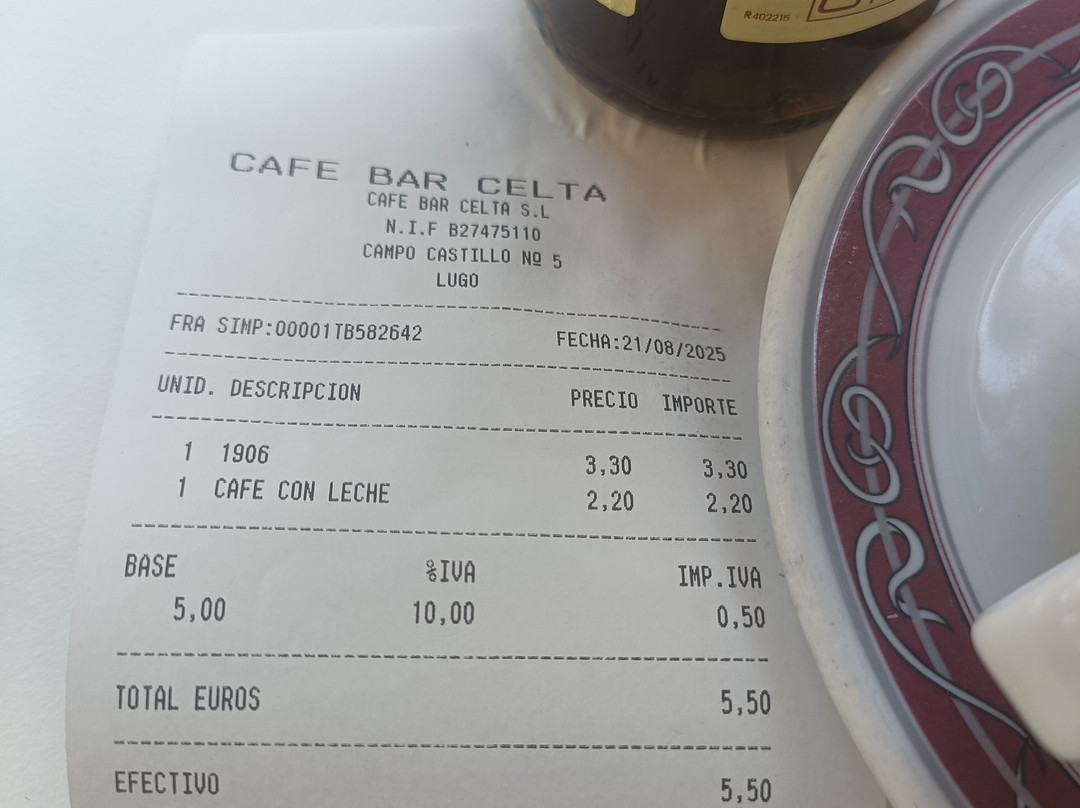 R402215
CAFE BAR CELTA
CAFE BAR CELTA S.L
N.I.F B27475110
CAMPO CASTILLO Nº 5
LUGO
FRA SIMP:00001TB582642 FECHA:21/08/2025
UNID. DESCRIPCION PRECIO IMPORTE
1 1906 3,30 3,30
1 CAFE CON LECHE 2,20 2,20
BASE %IVA IMP.IVA
5,00 10,00 0,50
TOTAL EUROS 5,50
EFECTIVO 5,50